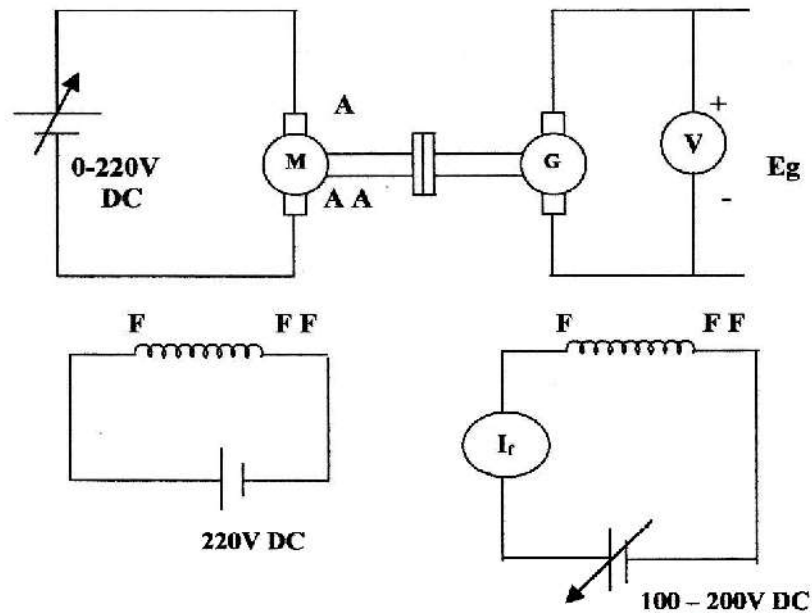 A
M
G
V
+
-
Eg
0-220V
DC
A A
F
F F
220V DC
F
F F
If
100 – 200V DC